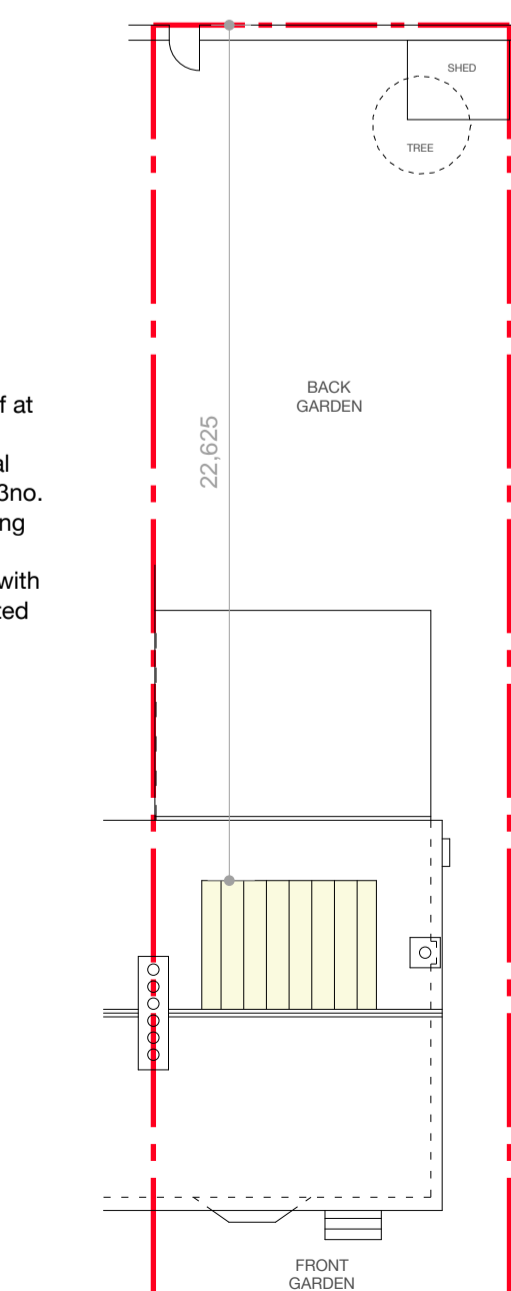 SHED
TREE
BACK
GARDEN
f at
al
3no.
ng
with
ted
22,625
FRONT
GARDEN